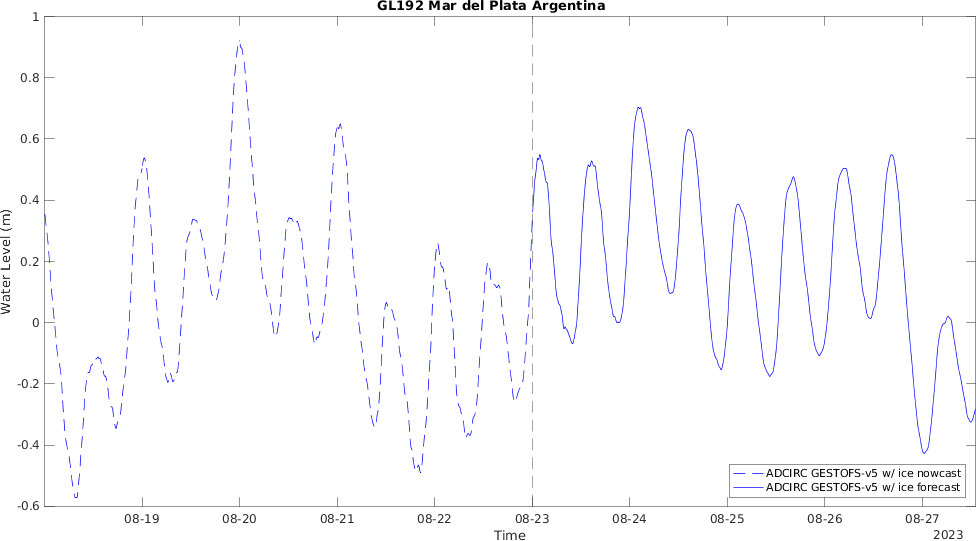 GL192 Mar del Plata Argentina
1
0.8
0.6
0.4
0.2
0
-0.2
-0.4
-0.6
Water Level (m)
ADCIRC GESTOFS-v5 w/ ice nowcast
ADCIRC GESTOFS-v5 w/ ice forecast
08-19 08-20 08-21 08-22 08-23 08-24 08-25 08-26 08-27
Time
2023